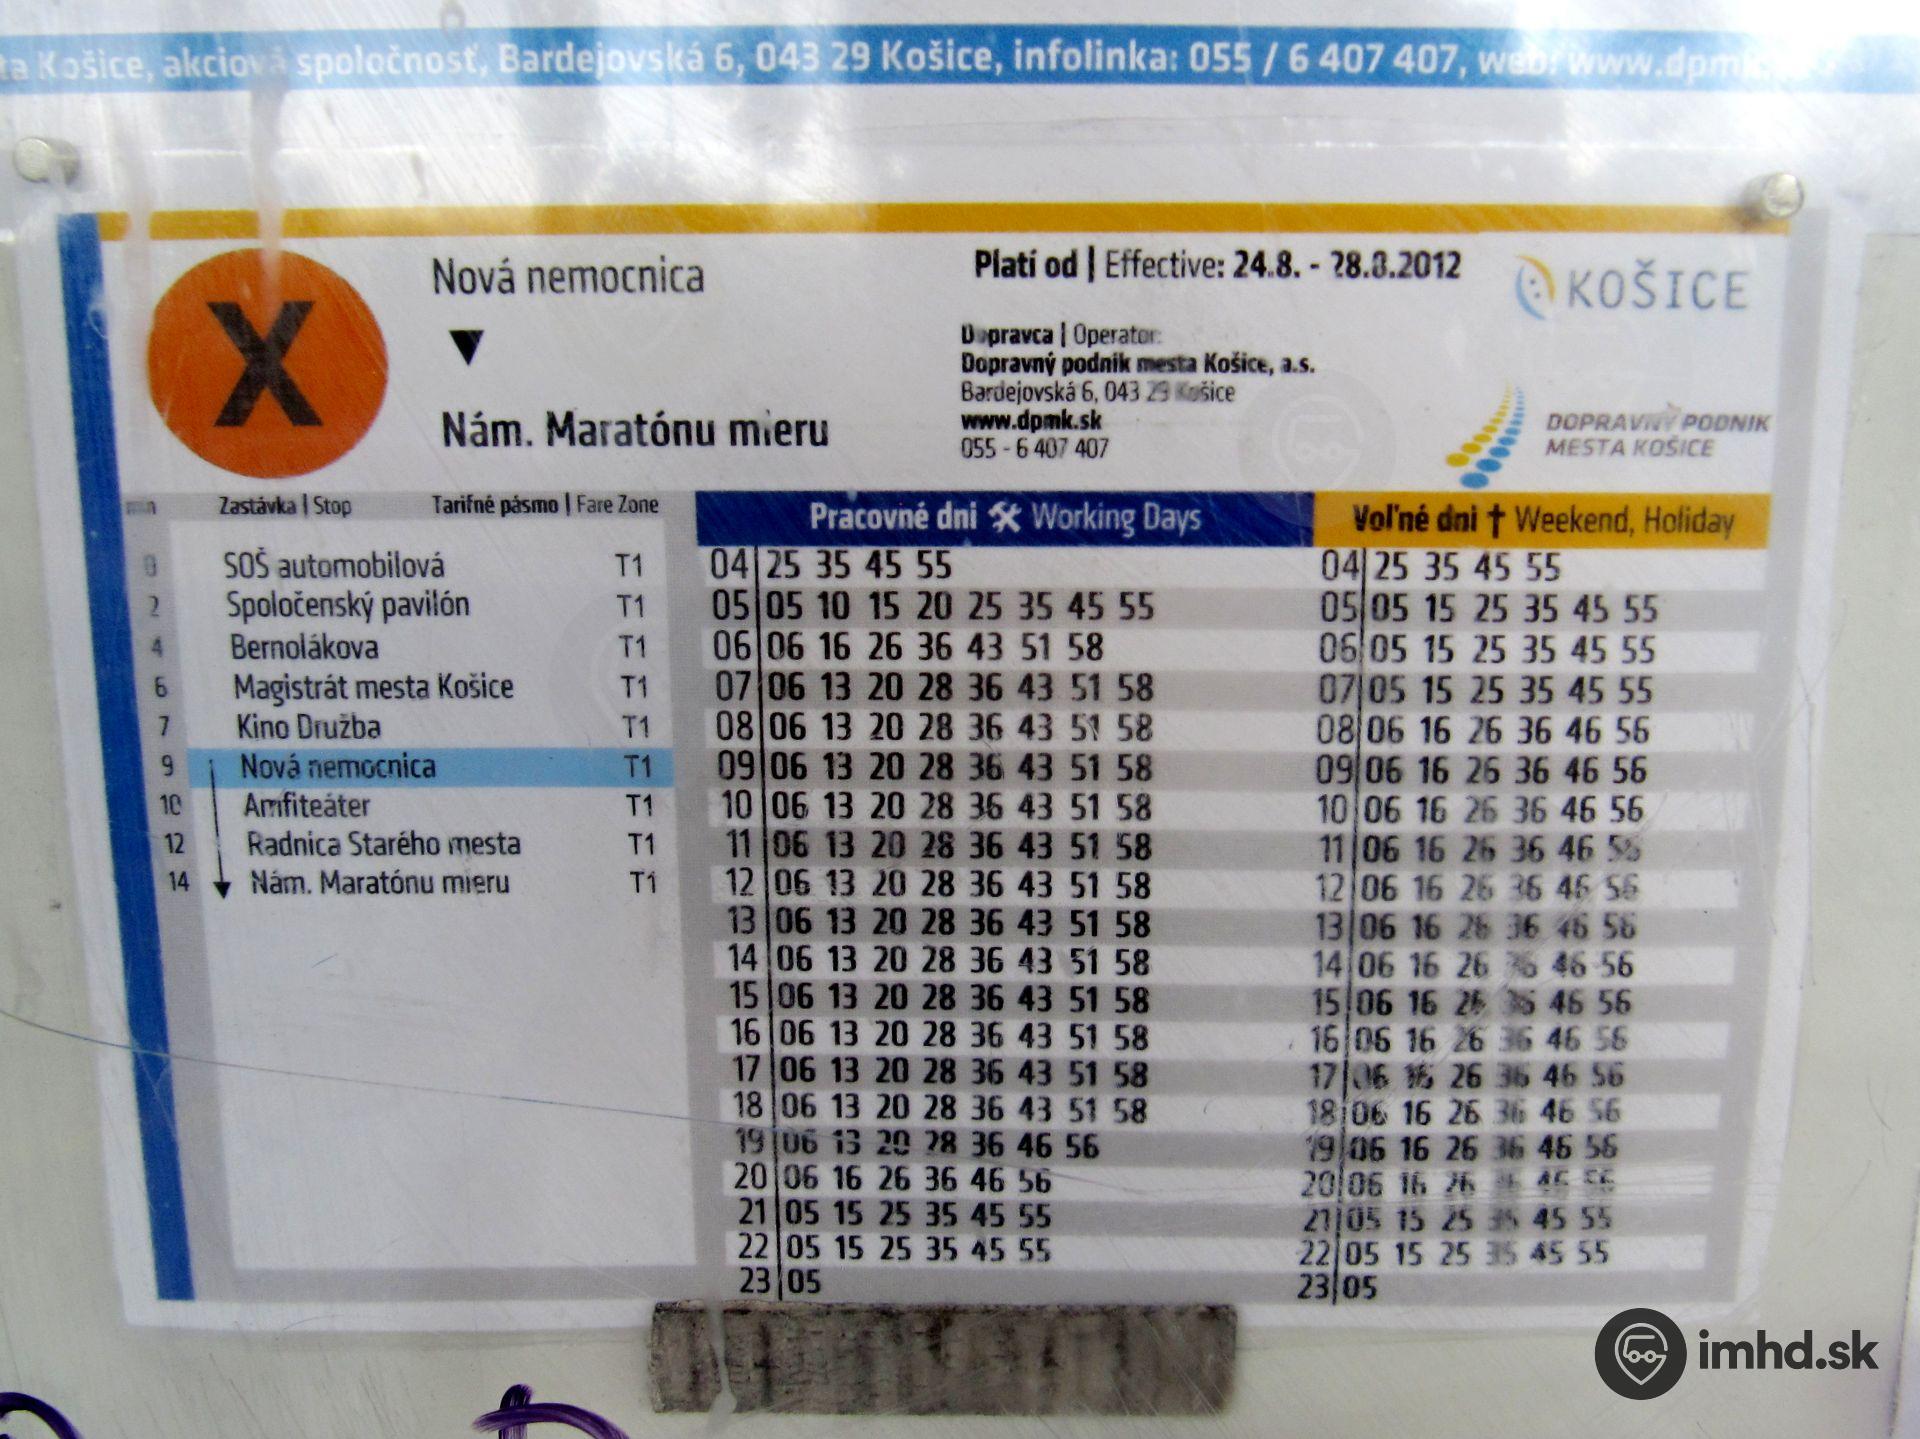 ta Košice, akciová spoločnosť, Bardejovská 6, 043 29 Košice, infolinka: 055 / 6 407 407, web: www.dpmk
X
Nová nemocnica
▼
Nám. Maratónu mieru
Platí od | Effective: 24.8. - 28.8.2012
KOŠICE
Dopravca | Operator:
Dopravný podnik mesta Košice, a.s.
Bardejovská 6, 043 29 Košice
www.dpmk.sk
055 - 6 407 407
DOPRAVNÝ PODNIK
MESTA KOŠICE
min Zastávka | Stop Tarifné pásmo | Fare Zone
0 SOŠ automobilová T1
2 Spoločenský pavilón T1
4 Bernolákova T1
6 Magistrát mesta Košice T1
7 Kino Družba T1
9 Nová nemocnica T1
10 Amfiteáter T1
12 Radnica Starého mesta T1
14 Nám. Maratónu mieru T1
Pracovné dni ⚒ Working Days
04 25 35 45 55
05 05 10 15 20 25 35 45 55
06 06 16 26 36 43 51 58
07 06 13 20 28 36 43 51 58
08 06 13 20 28 36 43 51 58
09 06 13 20 28 36 43 51 58
10 06 13 20 28 36 43 51 58
11 06 13 20 28 36 43 51 58
12 06 13 20 28 36 43 51 58
13 06 13 20 28 36 43 51 58
14 06 13 20 28 36 43 51 58
15 06 13 20 28 36 43 51 58
16 06 13 20 28 36 43 51 58
17 06 13 20 28 36 43 51 58
18 06 13 20 28 36 43 51 58
19 06 13 20 28 36 46 56
20 06 16 26 36 46 56
21 05 15 25 35 45 55
22 05 15 25 35 45 55
23 05
Voľné dni ✝ Weekend, Holiday
04 25 35 45 55
05 05 15 25 35 45 55
06 05 15 25 35 45 55
07 05 15 25 35 45 55
08 06 16 26 36 46 56
09 06 16 26 36 46 56
10 06 16 26 36 46 56
11 06 16 26 36 46 56
12 06 16 26 36 46 56
13 06 16 26 36 46 56
14 06 16 26 36 46 56
15 06 16 26 36 46 56
16 06 16 26 36 46 56
17 06 16 26 36 46 56
18 06 16 26 36 46 56
19 06 16 26 36 46 56
20 06 16 26 36 46 56
21 05 15 25 35 45 55
22 05 15 25 35 45 55
23 05
imhd.sk